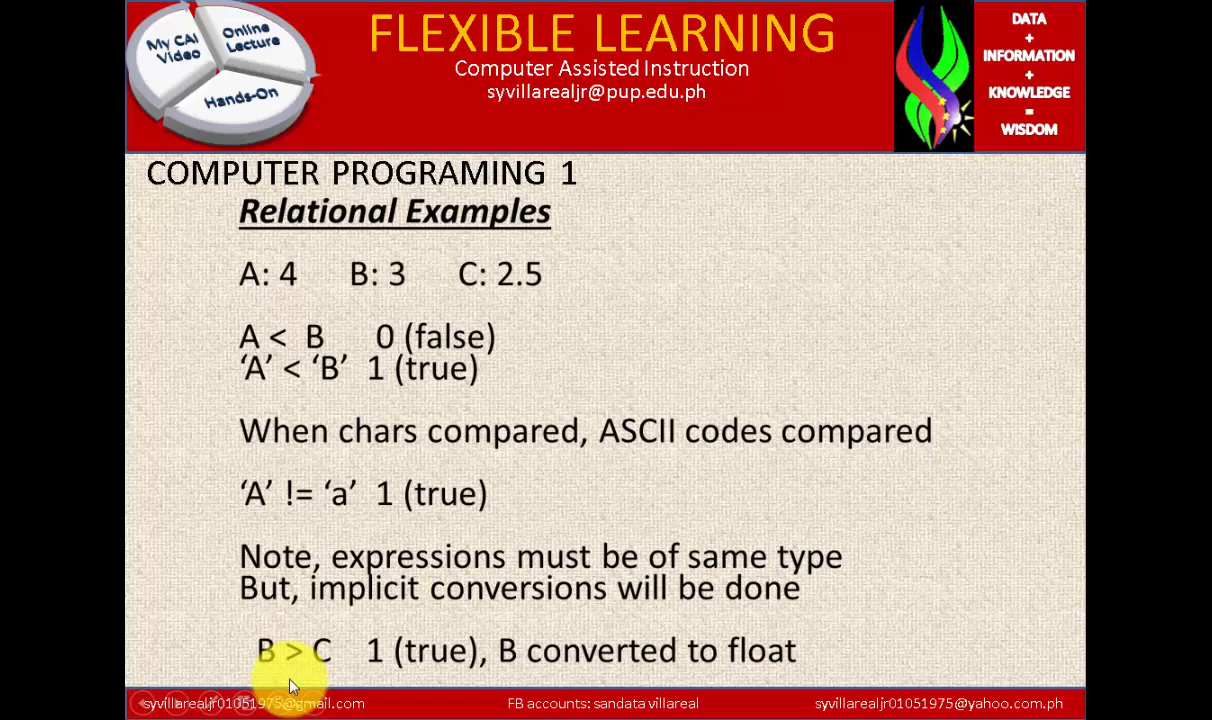 My CAI
Video
Online
Lecture
Hands-On
FLEXIBLE LEARNING
Computer Assisted Instruction
syvillarealjr@pup.edu.ph
DATA
+
INFORMATION
+
KNOWLEDGE
=
WISDOM
COMPUTER PROGRAMING 1
Relational Examples
A: 4 B: 3 C: 2.5
A < B 0 (false)
‘A’ < ‘B’ 1 (true)
When chars compared, ASCII codes compared
‘A’ != ‘a’ 1 (true)
Note, expressions must be of same type
But, implicit conversions will be done
B > C 1 (true), B converted to float
syvillarealjr01051975@gmail.com FB accounts: sandata villareal syvillarealjr01051975@yahoo.com.ph